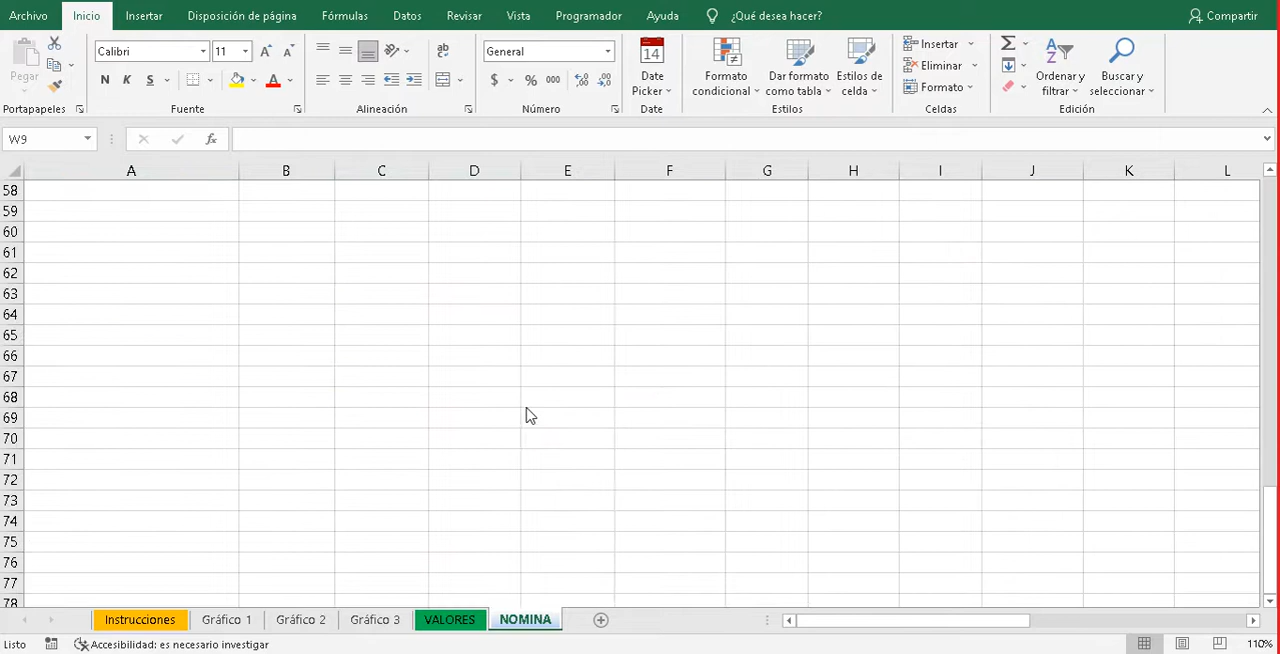 Archivo Inicio Insertar Disposición de página Fórmulas Datos Revisar Vista Programador Ayuda ¿Qué desea hacer? Compartir
Pegar
Calibri 11
N K S
General
$ % 000
Date Picker
14
Formato condicional
Dar formato como tabla
Estilos de celda
Insertar
Eliminar
Formato
Ordenar y filtrar
Buscar y seleccionar
Portapapeles Fuente Alineación Número Date Estilos Celdas Edición
W9 fx
A B C D E F G H I J K L
58
59
60
61
62
63
64
65
66
67
68
69
70
71
72
73
74
75
76
77
78
Instrucciones Gráfico 1 Gráfico 2 Gráfico 3 VALORES NOMINA
Listo Accesibilidad: es necesario investigar 110%